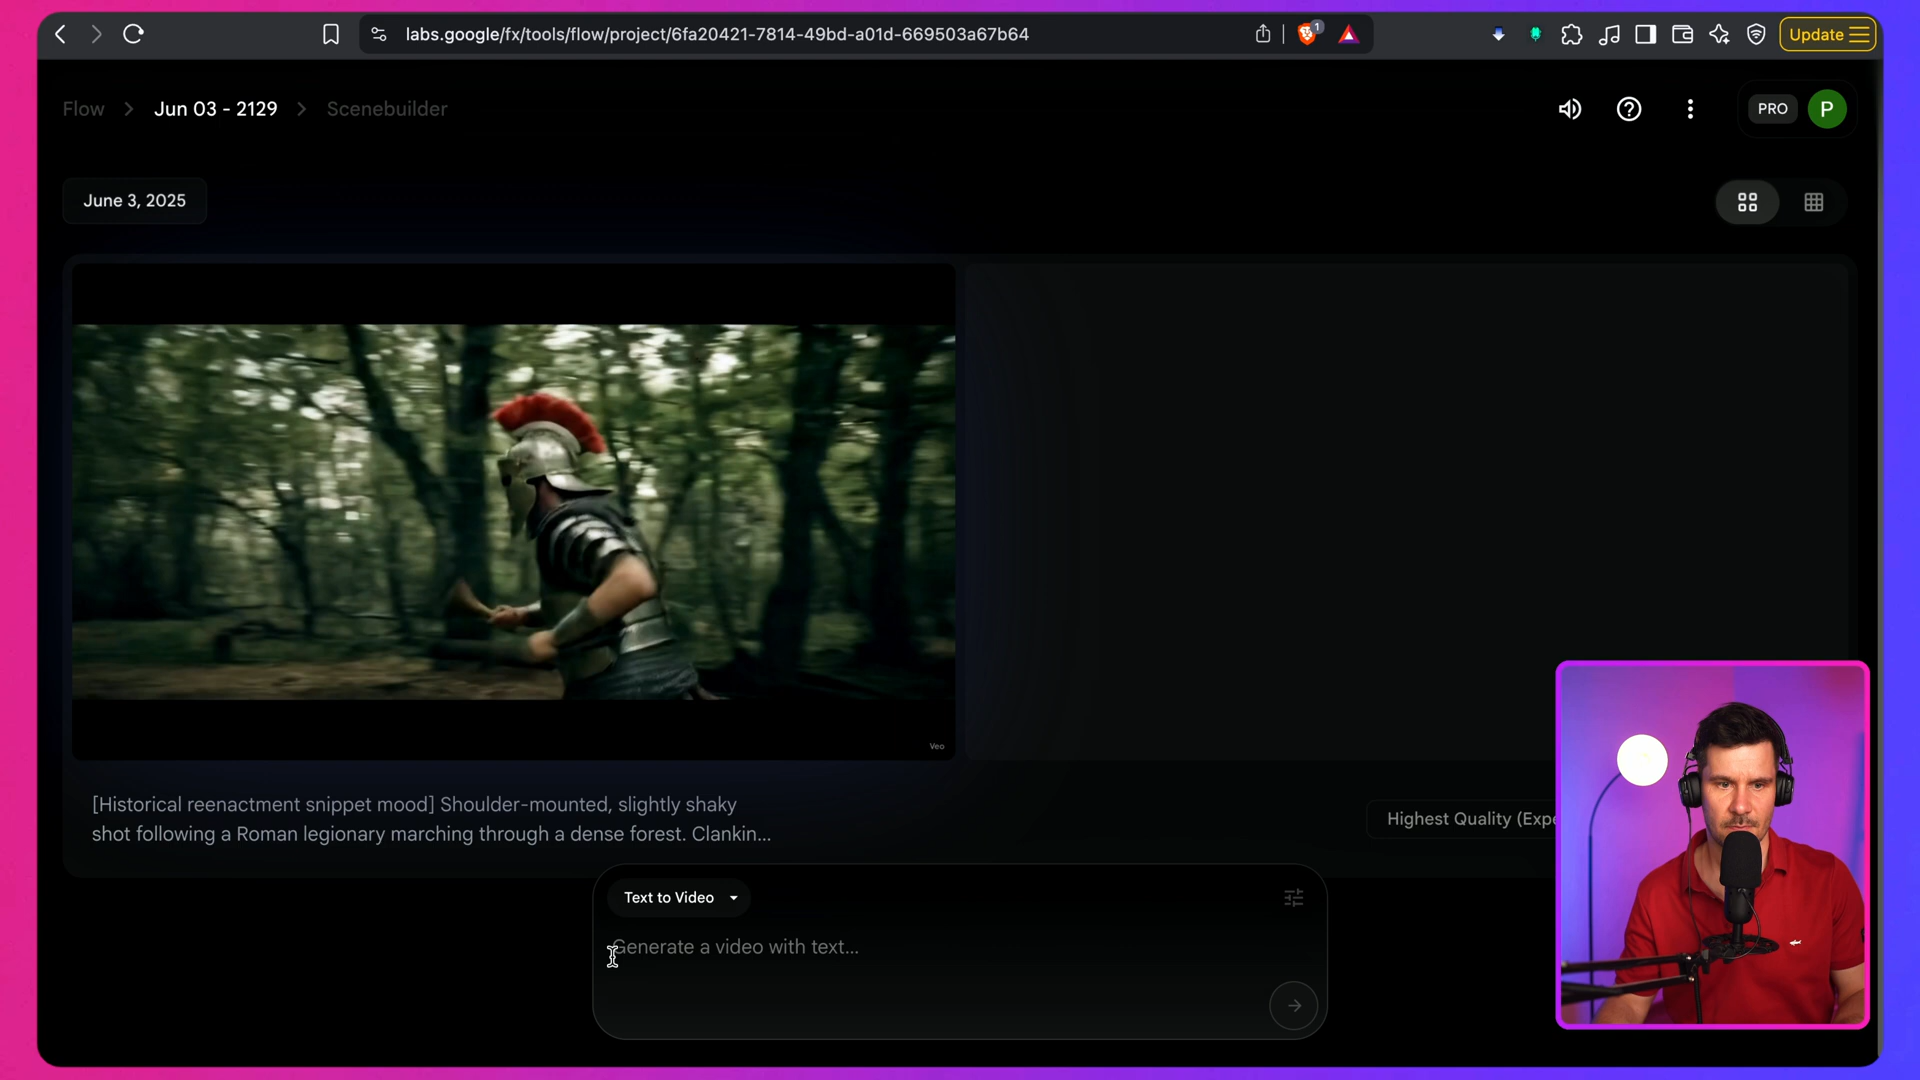 labs.google/fx/tools/flow/project/6fa20421-7814-49bd-a01d-669503a67b64
1
Update
Flow
Jun 03 - 2129
Scenebuilder
PRO
P
June 3, 2025
Veo
[Historical reenactment snippet mood] Shoulder-mounted, slightly shaky
shot following a Roman legionary marching through a dense forest. Clankin...
Highest Quality (Expe
Text to Video
Generate a video with text...